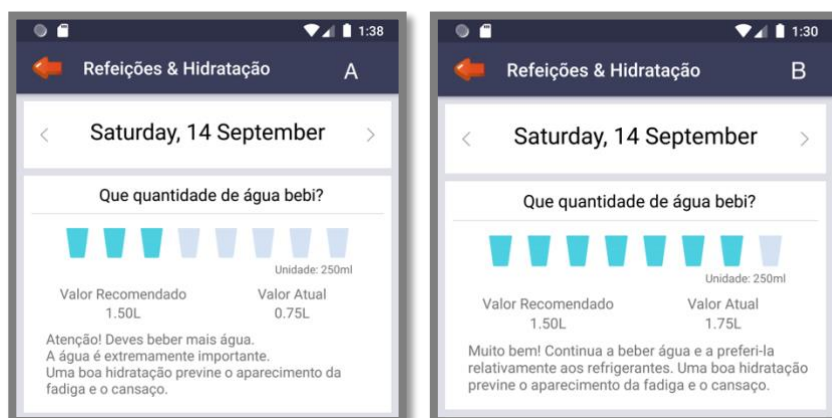 1:38
Refeições & Hidratação A
< Saturday, 14 September >
Que quantidade de água bebi?
Unidade: 250ml
Valor Recomendado Valor Atual
1.50L 0.75L
Atenção! Deves beber mais água.
A água é extremamente importante.
Uma boa hidratação previne o aparecimento da
fadiga e o cansaço.
1:30
Refeições & Hidratação B
< Saturday, 14 September >
Que quantidade de água bebi?
Unidade: 250ml
Valor Recomendado Valor Atual
1.50L 1.75L
Muito bem! Continua a beber água e a preferi-la
relativamente aos refrigerantes. Uma boa hidratação
previne o aparecimento da fadiga e o cansaço.